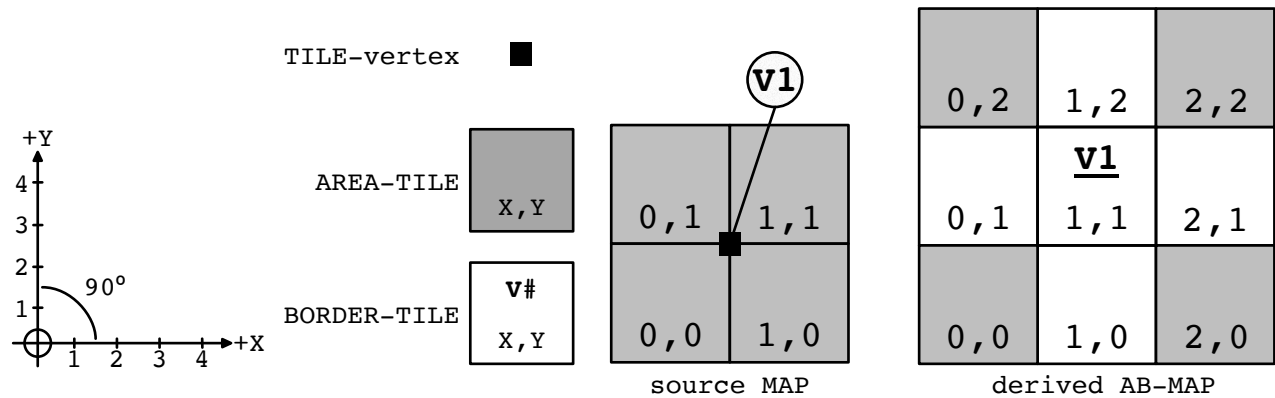 TILE-vertex
V1
+Y
4
3
2
1
90°
+X
1 2 3 4
AREA-TILE
X,Y
BORDER-TILE
V#
X,Y
0,1 1,1
0,0 1,0
source MAP
0,2 1,2 2,2
V1
0,1 1,1 2,1
0,0 1,0 2,0
derived AB-MAP